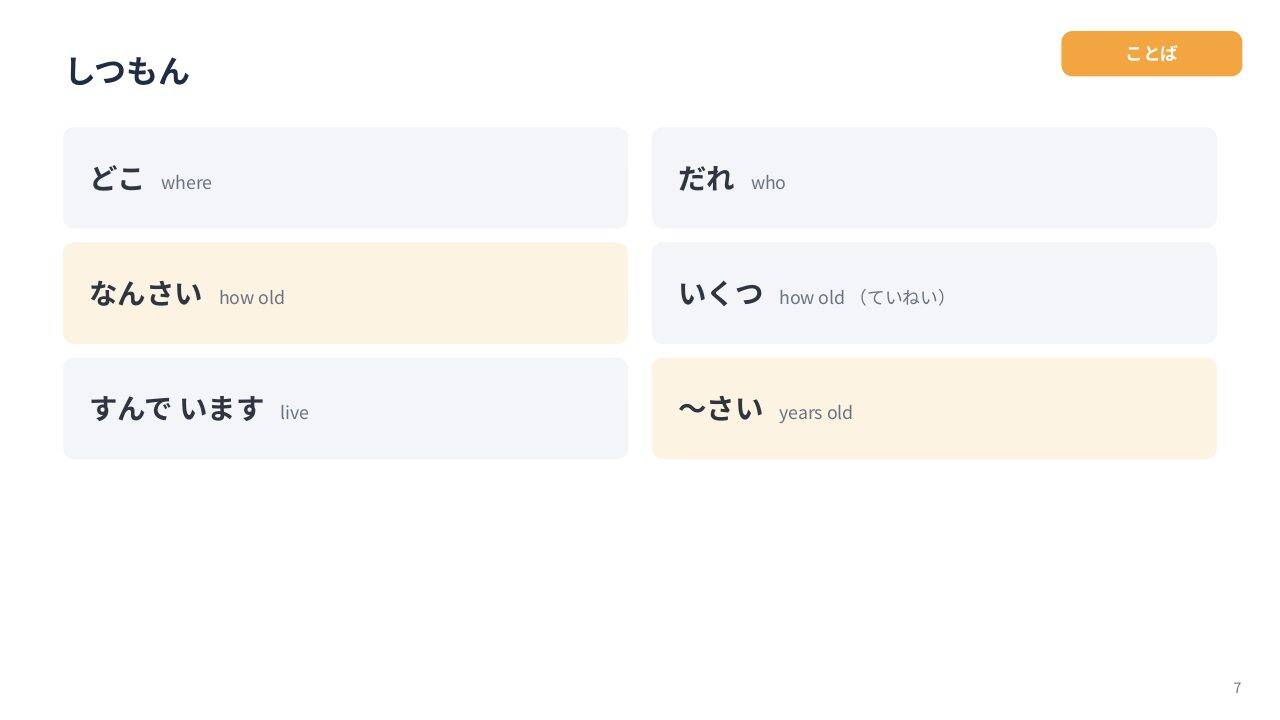 しつもん
ことば
どこ where
だれ who
なんさい how old
いくつ how old （ていねい）
すんで います live
～さい years old
7